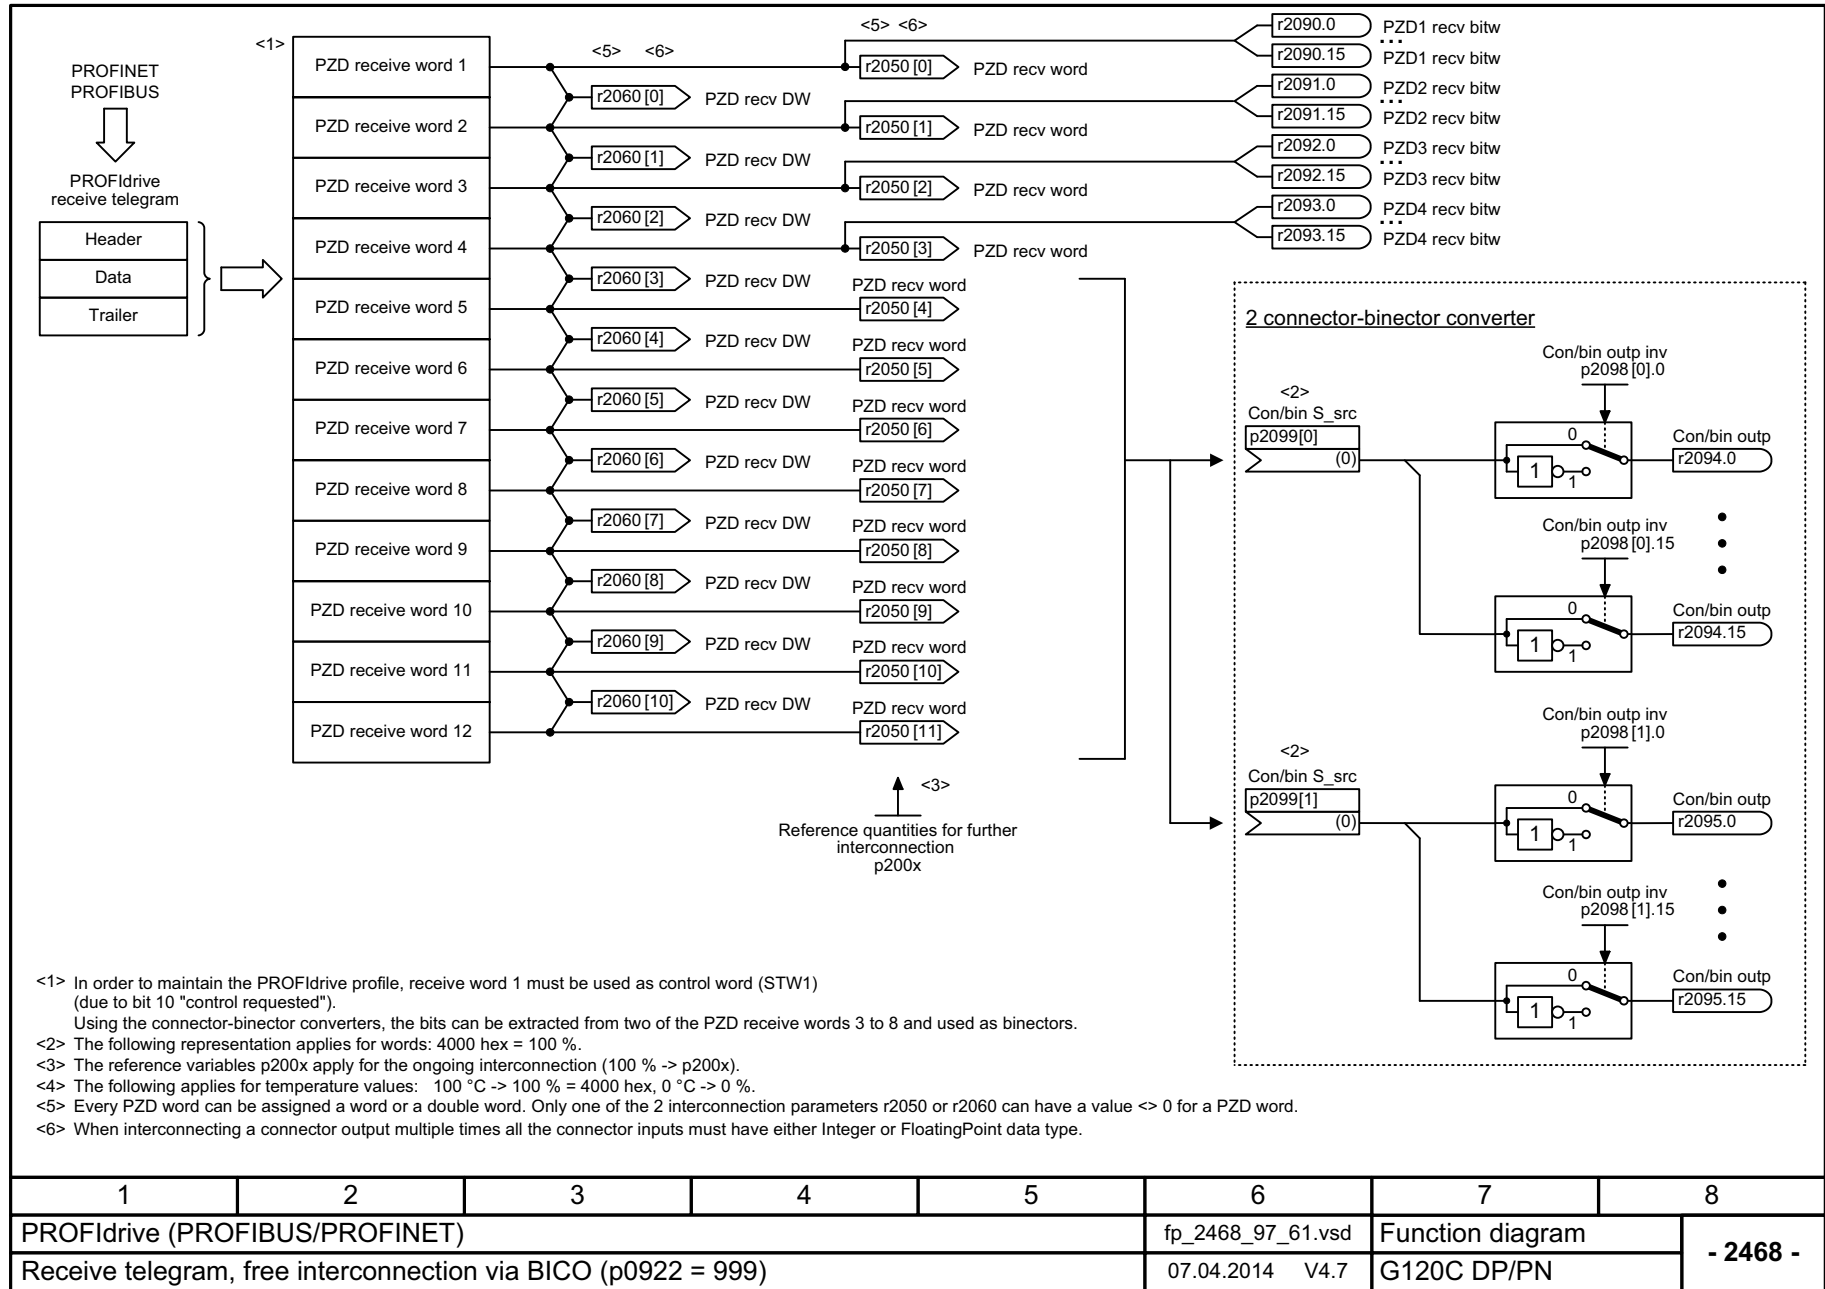 <1>
PROFINET
PROFIBUS
PROFIdrive
receive telegram
Header
Data
Trailer
PZD receive word 1
PZD receive word 2
PZD receive word 3
PZD receive word 4
PZD receive word 5
PZD receive word 6
PZD receive word 7
PZD receive word 8
PZD receive word 9
PZD receive word 10
PZD receive word 11
PZD receive word 12
<5> <6>
r2060 [0] PZD recv DW
r2060 [1] PZD recv DW
r2060 [2] PZD recv DW
r2060 [3] PZD recv DW
r2060 [4] PZD recv DW
r2060 [5] PZD recv DW
r2060 [6] PZD recv DW
r2060 [7] PZD recv DW
r2060 [8] PZD recv DW
r2060 [9] PZD recv DW
r2060 [10] PZD recv DW
<5> <6>
r2050 [0] PZD recv word
r2050 [1] PZD recv word
r2050 [2] PZD recv word
r2050 [3] PZD recv word
PZD recv word
r2050 [4]
PZD recv word
r2050 [5]
PZD recv word
r2050 [6]
PZD recv word
r2050 [7]
PZD recv word
r2050 [8]
PZD recv word
r2050 [9]
PZD recv word
r2050 [10]
PZD recv word
r2050 [11]
<3>
Reference quantities for further
interconnection
p200x
r2090.0 PZD1 recv bitw
...
r2090.15 PZD1 recv bitw
r2091.0 PZD2 recv bitw
...
r2091.15 PZD2 recv bitw
r2092.0 PZD3 recv bitw
...
r2092.15 PZD3 recv bitw
r2093.0 PZD4 recv bitw
...
r2093.15 PZD4 recv bitw
2 connector-binector converter
Con/bin outp inv
p2098 [0].0
<2>
Con/bin S_src
p2099[0]
(0)
0
1
1
Con/bin outp
r2094.0
Con/bin outp inv
p2098 [0].15
0
1
1
Con/bin outp
r2094.15
Con/bin outp inv
p2098 [1].0
<2>
Con/bin S_src
p2099[1]
(0)
0
1
1
Con/bin outp
r2095.0
Con/bin outp inv
p2098 [1].15
0
1
1
Con/bin outp
r2095.15
<1> In order to maintain the PROFIdrive profile, receive word 1 must be used as control word (STW1)
(due to bit 10 "control requested").
Using the connector-binector converters, the bits can be extracted from two of the PZD receive words 3 to 8 and used as binectors.
<2> The following representation applies for words: 4000 hex = 100 %.
<3> The reference variables p200x apply for the ongoing interconnection (100 % -> p200x).
<4> The following applies for temperature values: 100 °C -> 100 % = 4000 hex, 0 °C -> 0 %.
<5> Every PZD word can be assigned a word or a double word. Only one of the 2 interconnection parameters r2050 or r2060 can have a value <> 0 for a PZD word.
<6> When interconnecting a connector output multiple times all the connector inputs must have either Integer or FloatingPoint data type.
1 2 3 4 5 6 7 8
PROFIdrive (PROFIBUS/PROFINET) fp_2468_97_61.vsd Function diagram
- 2468 -
Receive telegram, free interconnection via BICO (p0922 = 999) 07.04.2014 V4.7 G120C DP/PN